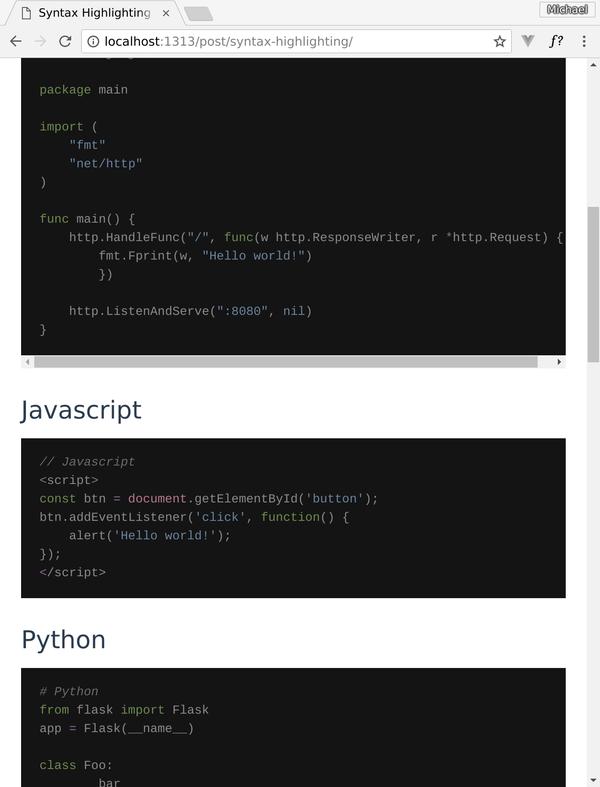 Syntax Highlighting
Michael
localhost:1313/post/syntax-highlighting/
f?
package main
import (
    "fmt"
    "net/http"
)
func main() {
    http.HandleFunc("/", func(w http.ResponseWriter, r *http.Request) {
        fmt.Fprint(w, "Hello world!")
        })
    http.ListenAndServe(":8080", nil)
}
Javascript
// Javascript
<script>
const btn = document.getElementById('button');
btn.addEventListener('click', function() {
    alert('Hello world!');
});
</script>
Python
# Python
from flask import Flask
app = Flask(__name__)
class Foo:
        bar